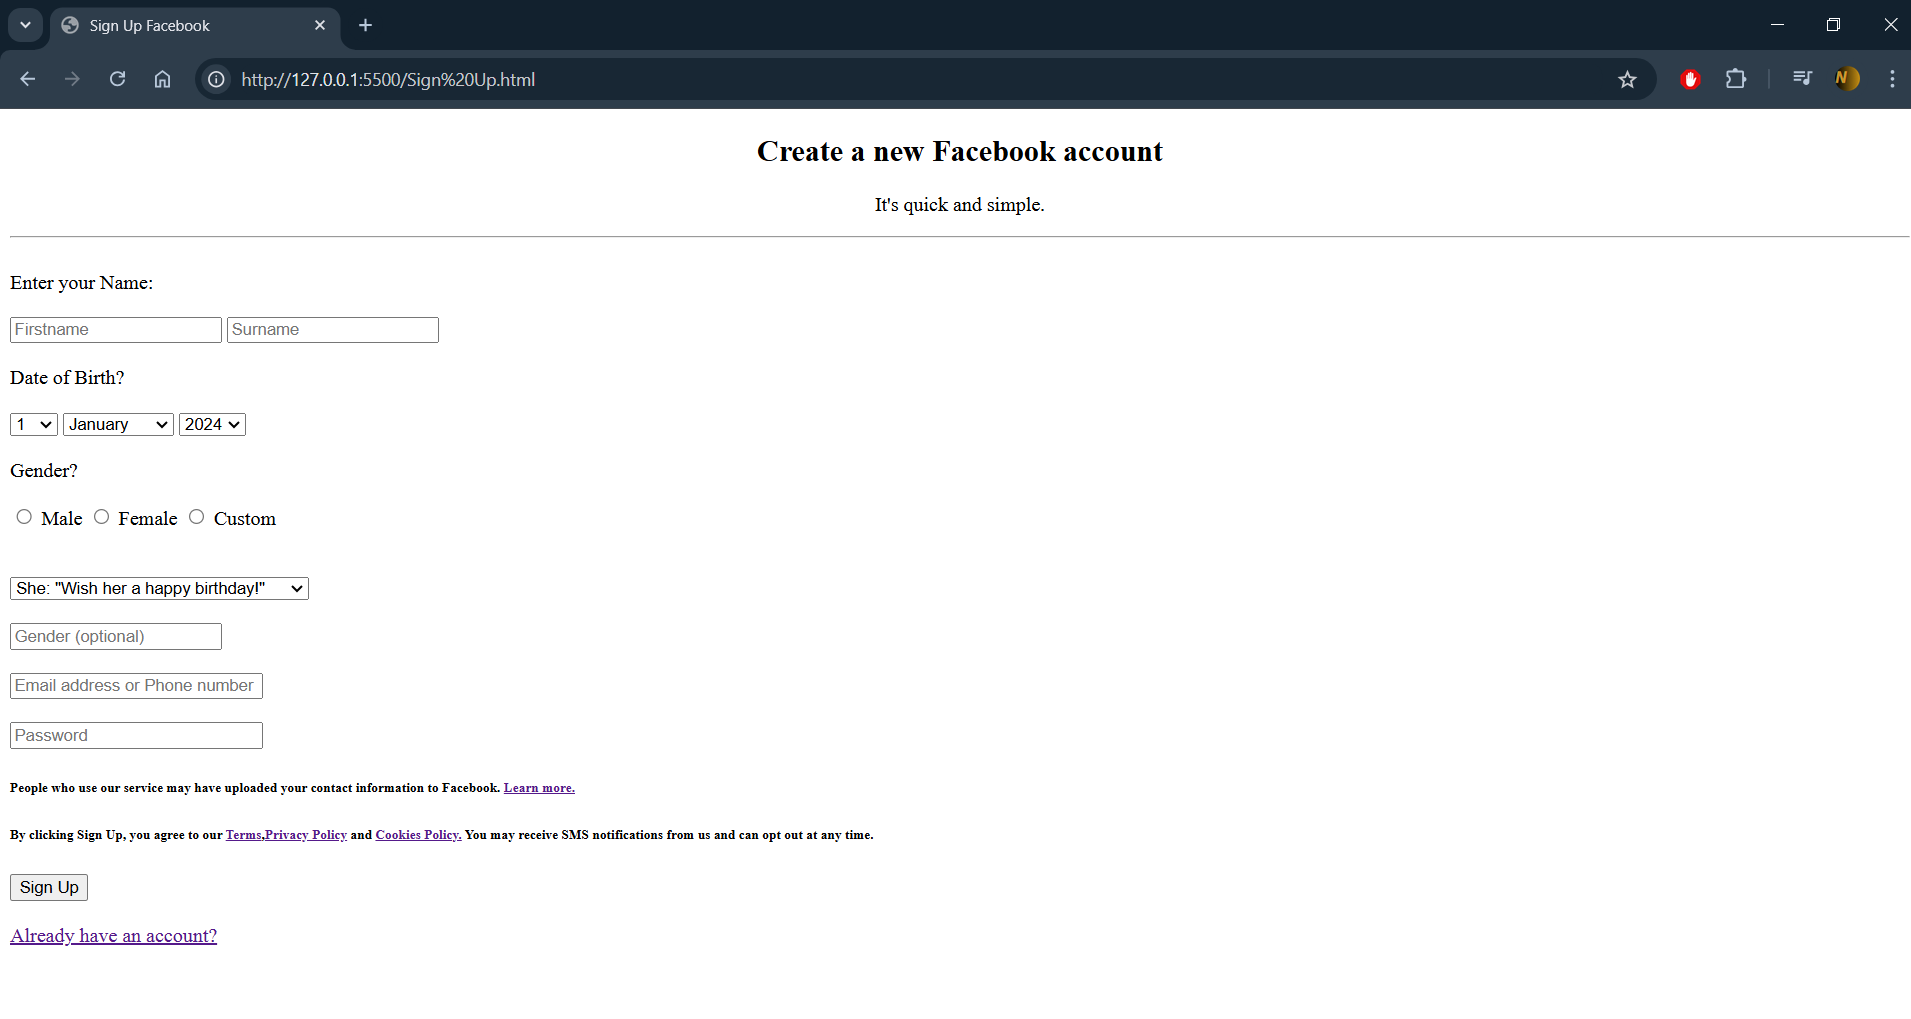 Sign Up Facebook
http://127.0.0.1:5500/Sign%20Up.html
N
Create a new Facebook account
It's quick and simple.
Enter your Name:
Firstname Surname
Date of Birth?
1 January 2024
Gender?
Male Female Custom
She: "Wish her a happy birthday!"
Gender (optional)
Email address or Phone number
Password
People who use our service may have uploaded your contact information to Facebook. Learn more.
By clicking Sign Up, you agree to our Terms,Privacy Policy and Cookies Policy. You may receive SMS notifications from us and can opt out at any time.
Sign Up
Already have an account?